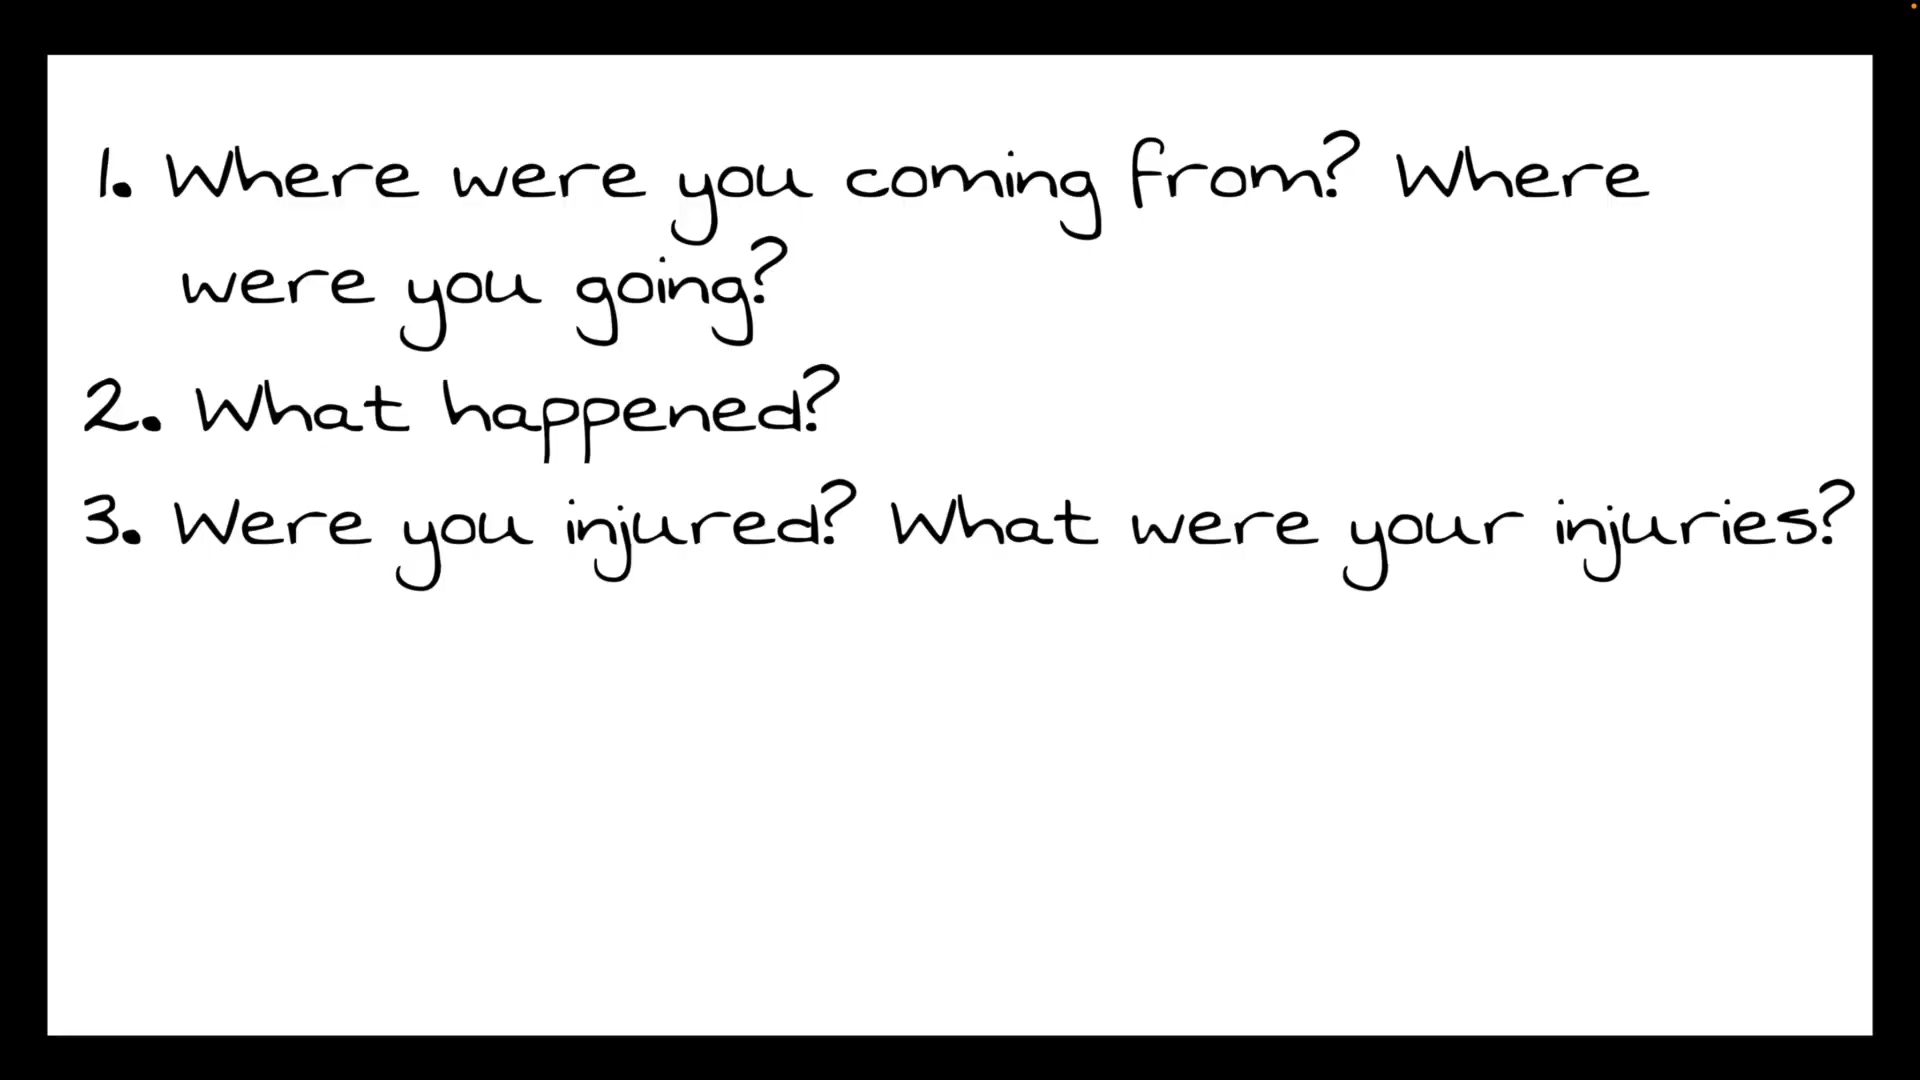 1. Where were you coming from? Where
were you going?
2. What happened?
3. Were you injured? What were your injuries?